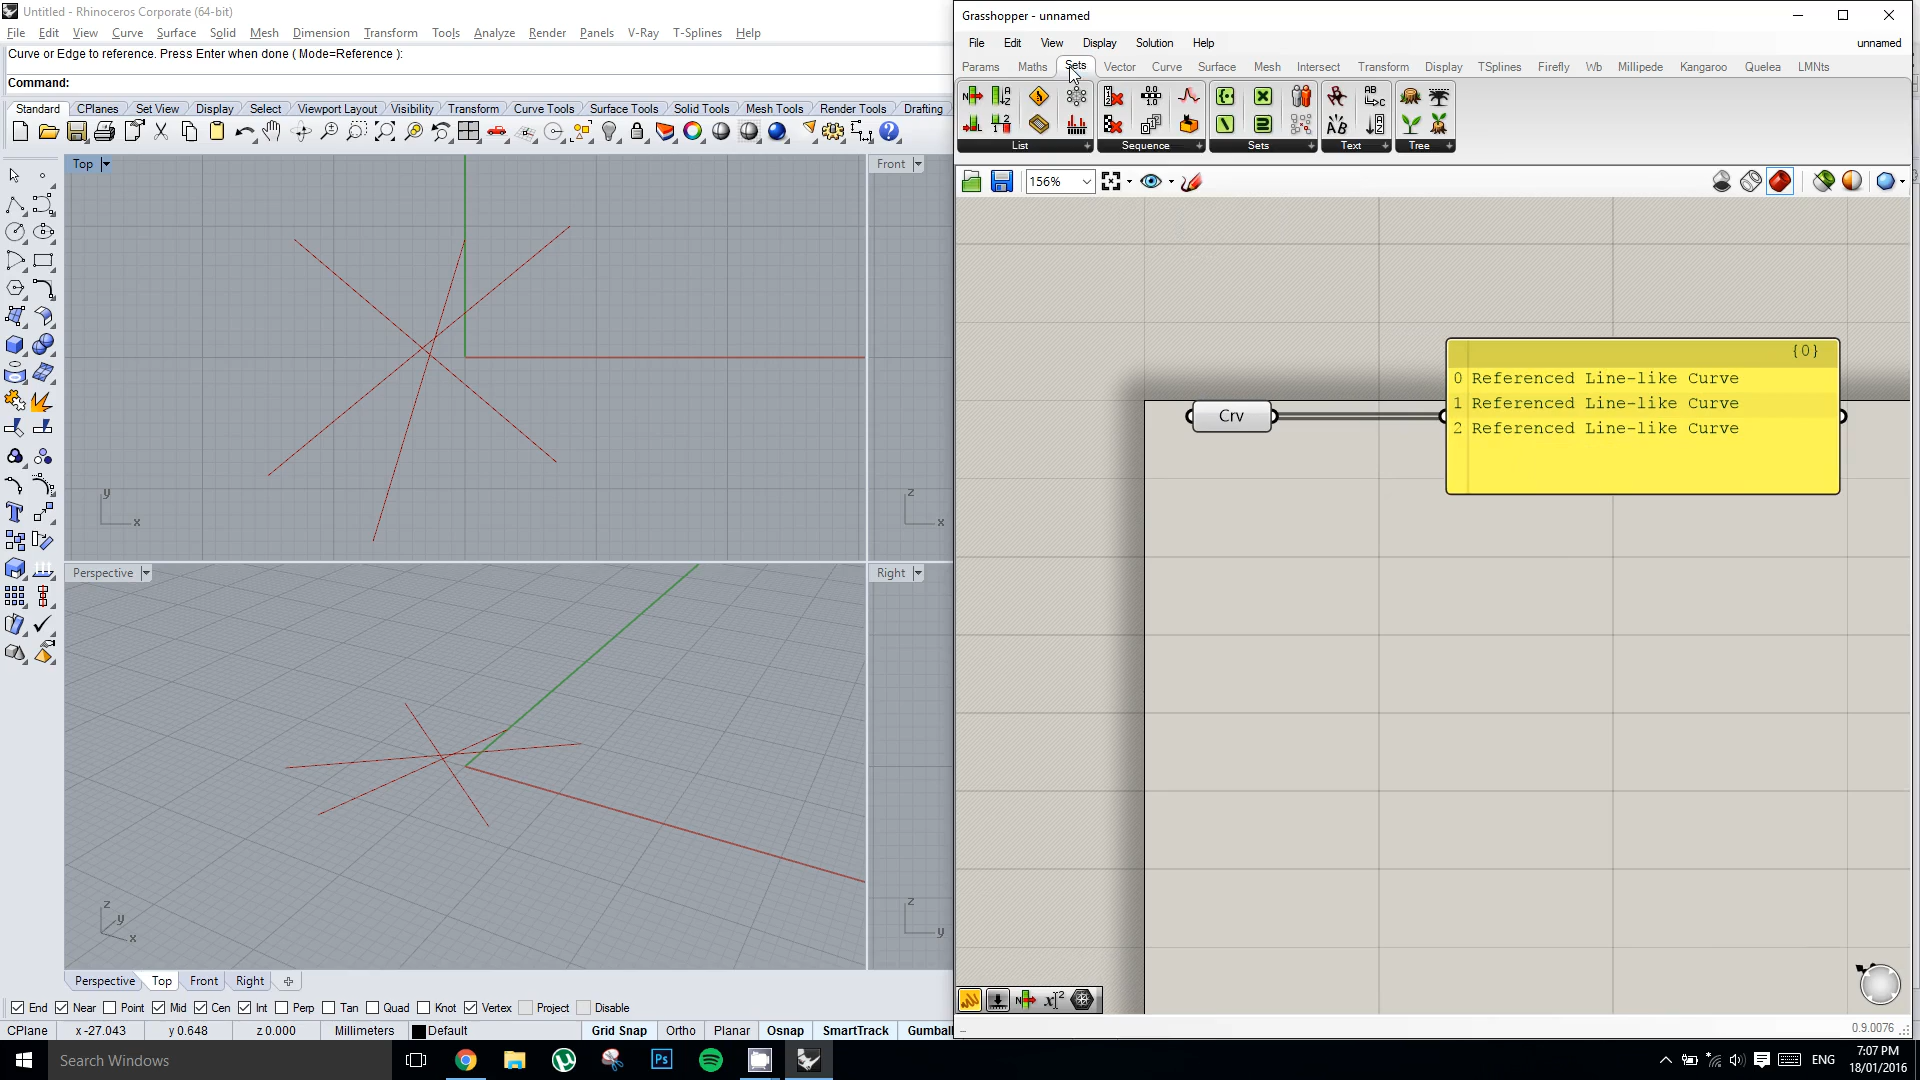 Untitled - Rhinoceros Corporate (64-bit)
File Edit View Curve Surface Solid Mesh Dimension Transform Tools Analyze Render Panels V-Ray T-Splines Help
Curve or Edge to reference. Press Enter when done ( Mode=Reference ):
Command:
Standard CPlanes Set View Display Select Viewport Layout Visibility Transform Curve Tools Surface Tools Solid Tools Mesh Tools Render Tools Drafting
Top
Front
y
x
z
x
Perspective
Right
z
y
x
z
y
Perspective Top Front Right
End Near Point Mid Cen Int Perp Tan Quad Knot Vertex Project Disable
CPlane x -27.043 y 0.648 z 0.000 Millimeters Default Grid Snap Ortho Planar Osnap SmartTrack Gumball
Grasshopper - unnamed
File Edit View Display Solution Help unnamed
Params Maths Sets Vector Curve Surface Mesh Intersect Transform Display TSplines Firefly Wb Millipede Kangaroo Quelea LMNts
List Sequence Sets Text Tree
156%
Crv
{0}
0 Referenced Line-like Curve
1 Referenced Line-like Curve
2 Referenced Line-like Curve
0.9.0076
Search Windows
ENG
7:07 PM
18/01/2016